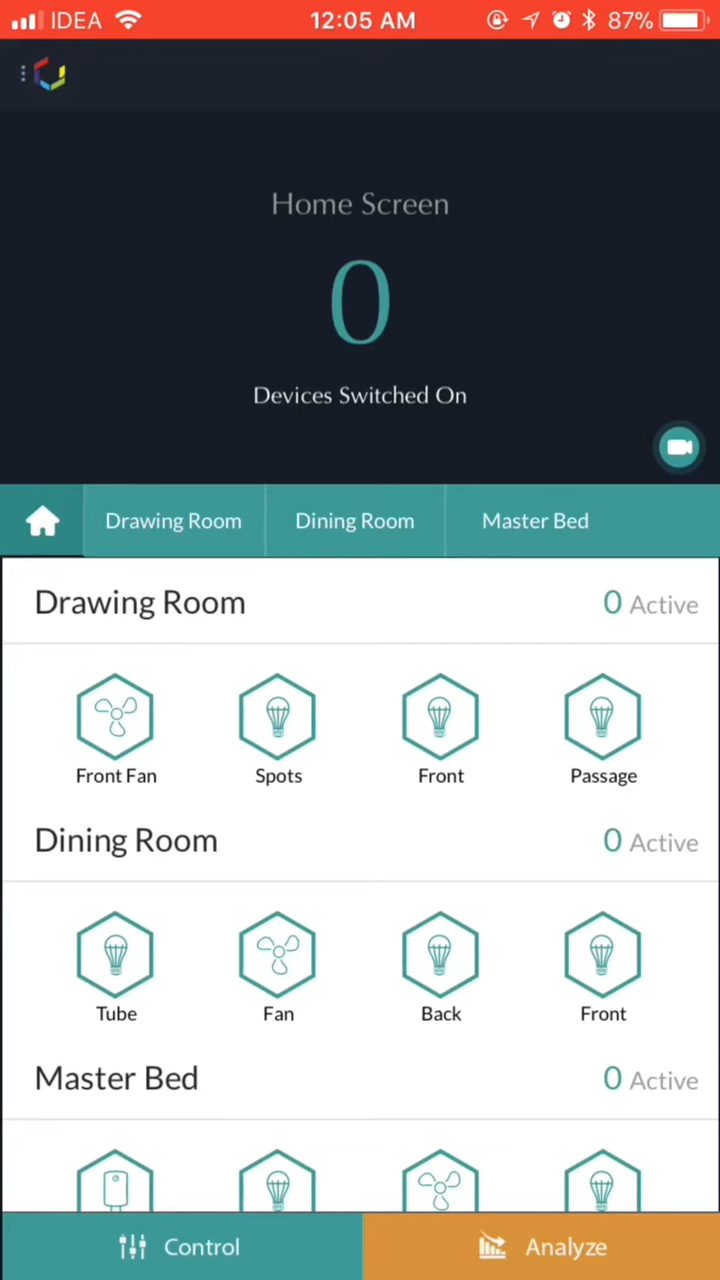 IDEA 12:05 AM 87%
Home Screen
0
Devices Switched On
Drawing Room Dining Room Master Bed
Drawing Room 0 Active
Front Fan Spots Front Passage
Dining Room 0 Active
Tube Fan Back Front
Master Bed 0 Active
Control Analyze